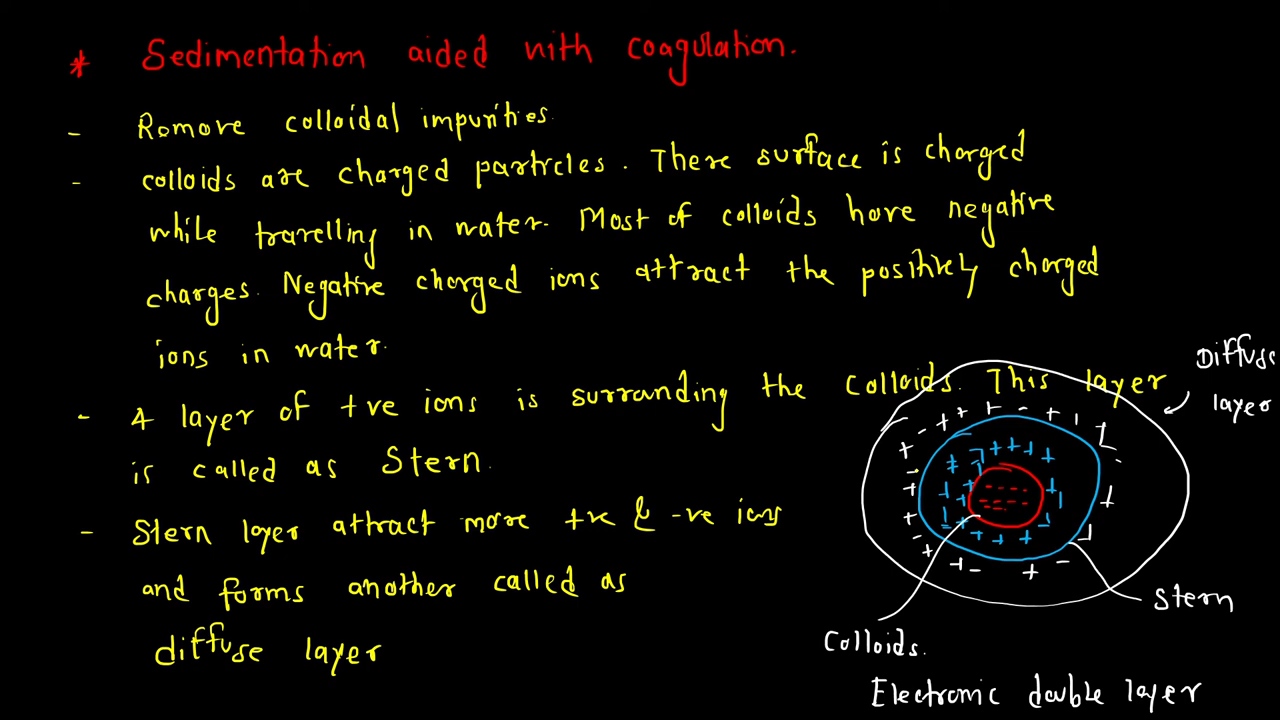 * Sedimentation aided with coagulation.
- Remove colloidal impurities.
- colloids are charged particles. There surface is charged
while travelling in water. Most of colloids have negative
charges. Negative charged ions attract the positively charged
ions in water.
- A layer of +ve ions is surranding the colloids. This layer
is called as Stern.
- Stern layer attract more +ve & -ve ions
and forms another called as
diffuse layer
Diffuse
layer
Stern
Colloids.
Electronic double layer